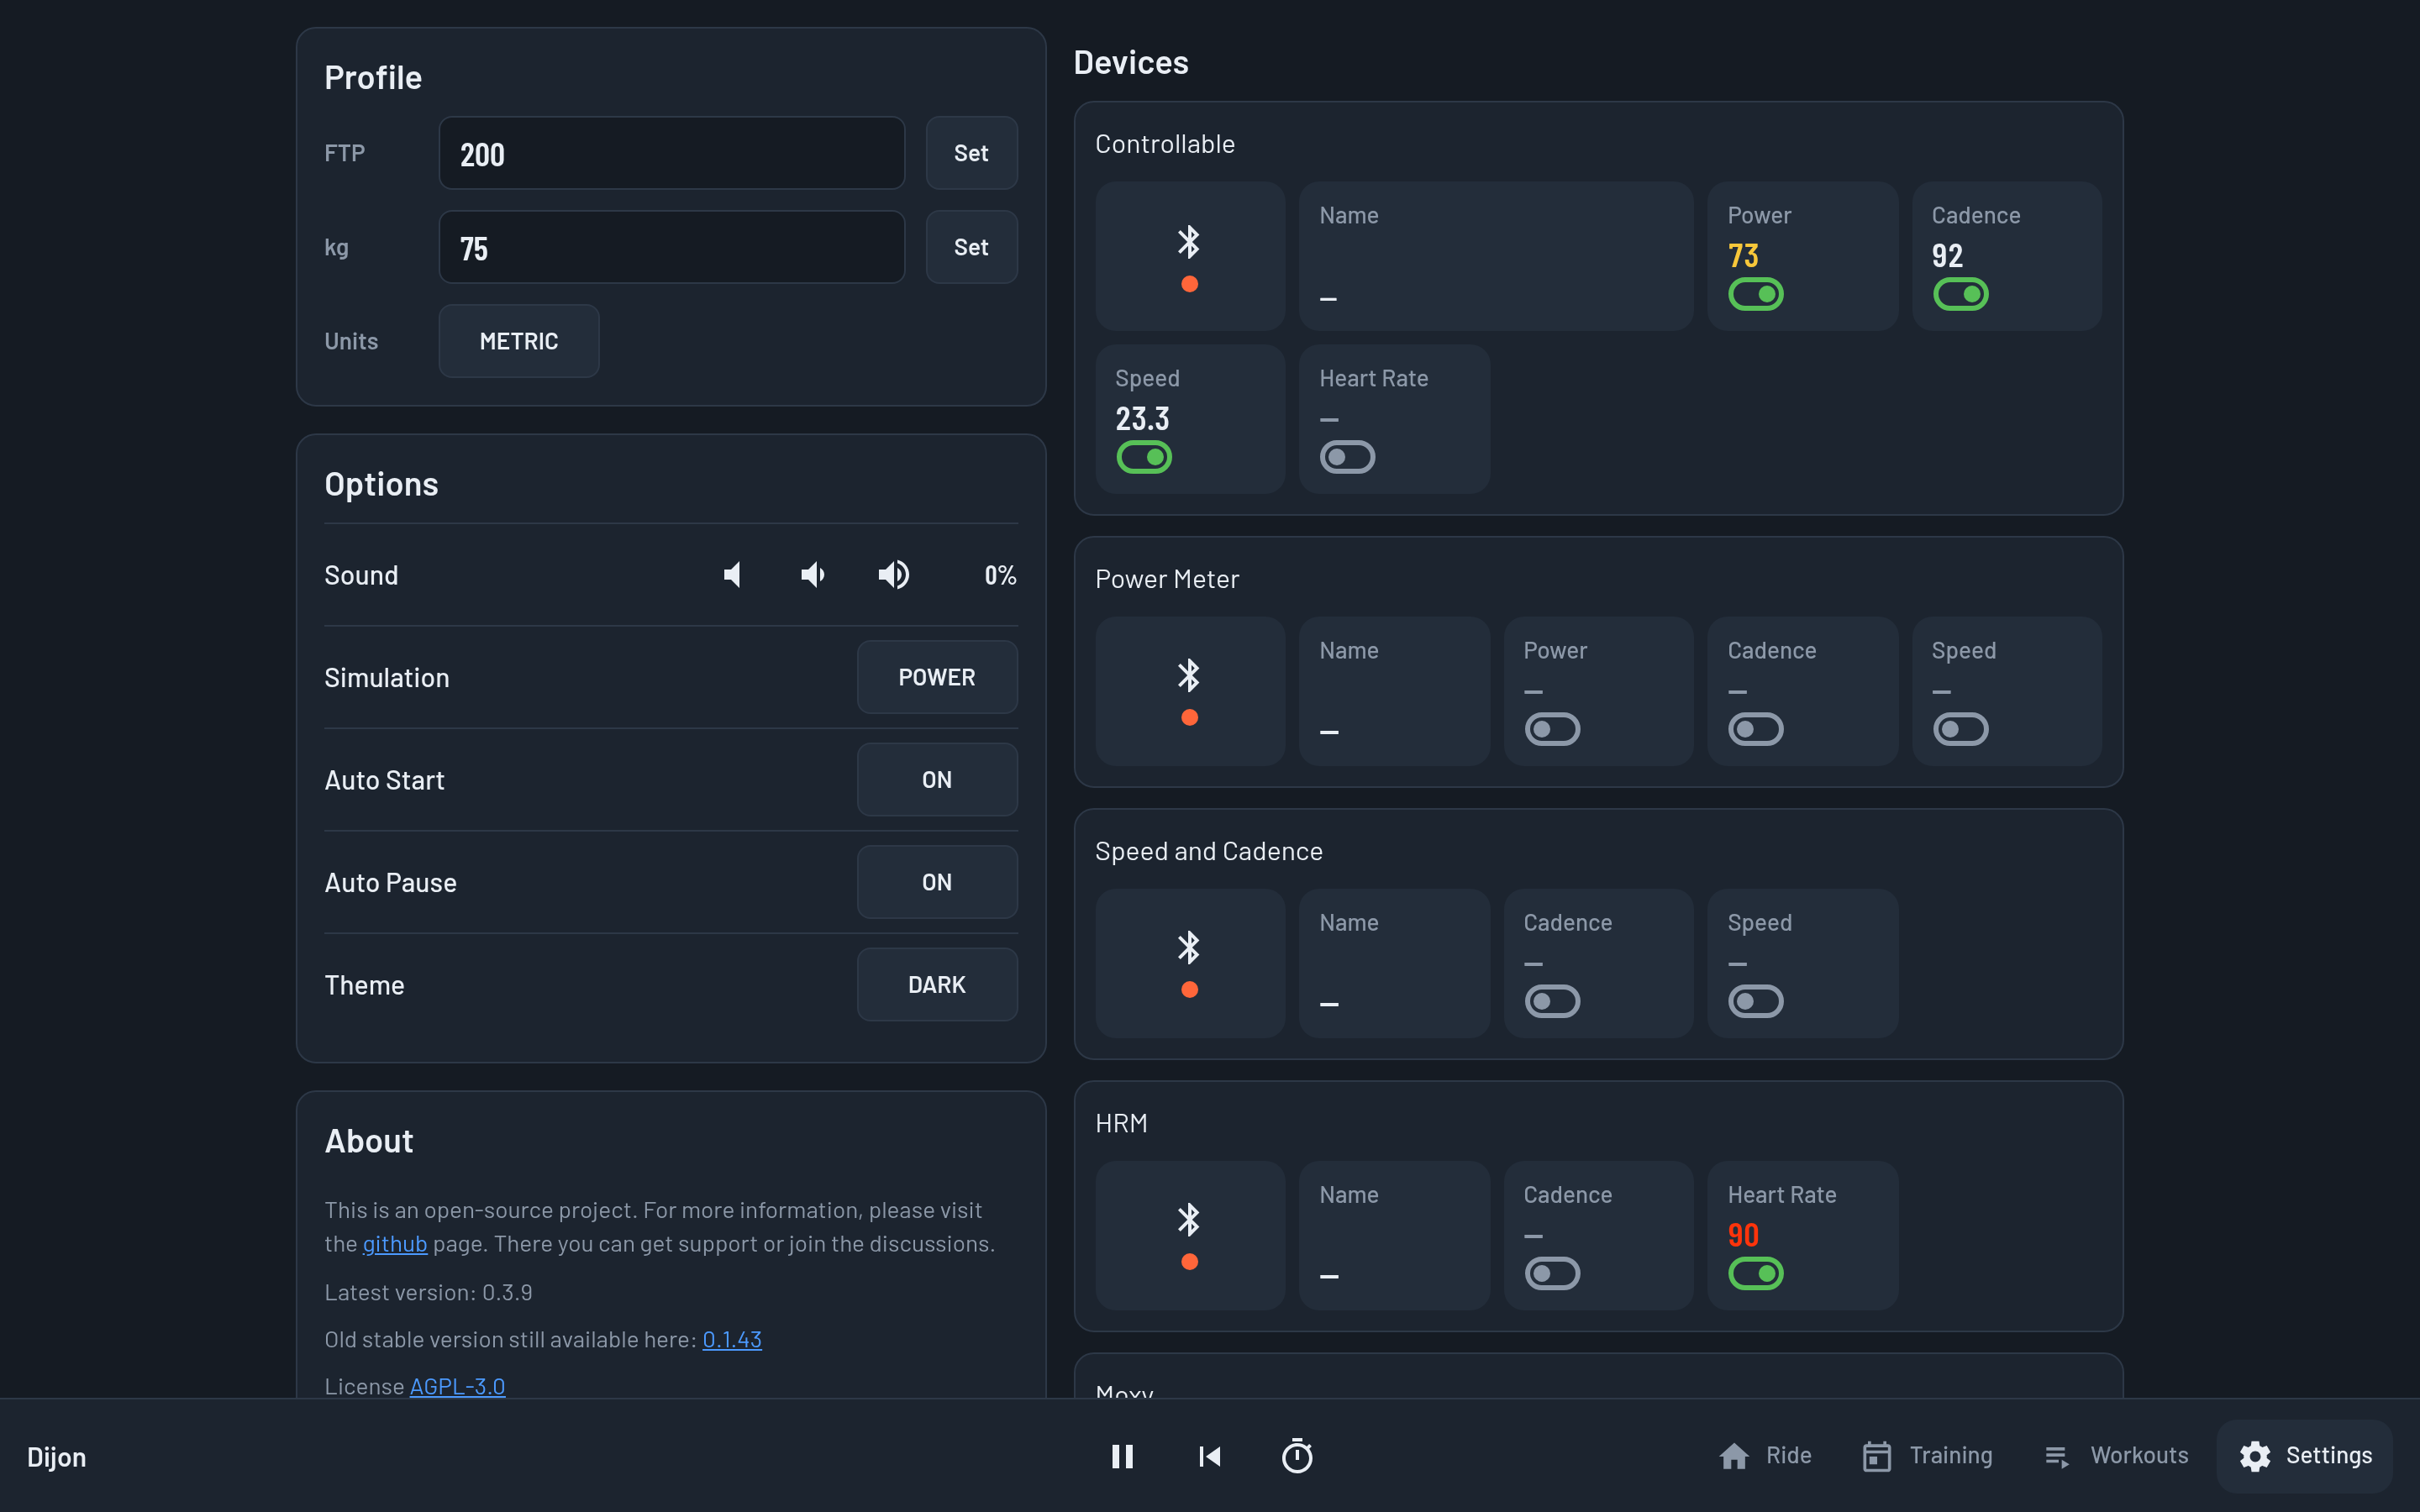 Profile
FTP
200
Set
kg
75
Set
Units
METRIC
Options
Sound
0%
Simulation
POWER
Auto Start
ON
Auto Pause
ON
Theme
DARK
About
This is an open-source project. For more information, please visit
the github page. There you can get support or join the discussions.
Latest version: 0.3.9
Old stable version still available here: 0.1.43
License AGPL-3.0
Devices
Controllable
Name
–
Power
73
Cadence
92
Speed
23.3
Heart Rate
–
Power Meter
Name
–
Power
–
Cadence
–
Speed
–
Speed and Cadence
Name
–
Cadence
–
Speed
–
HRM
Name
–
Cadence
–
Heart Rate
90
Moxy
Dijon
Ride
Training
Workouts
Settings